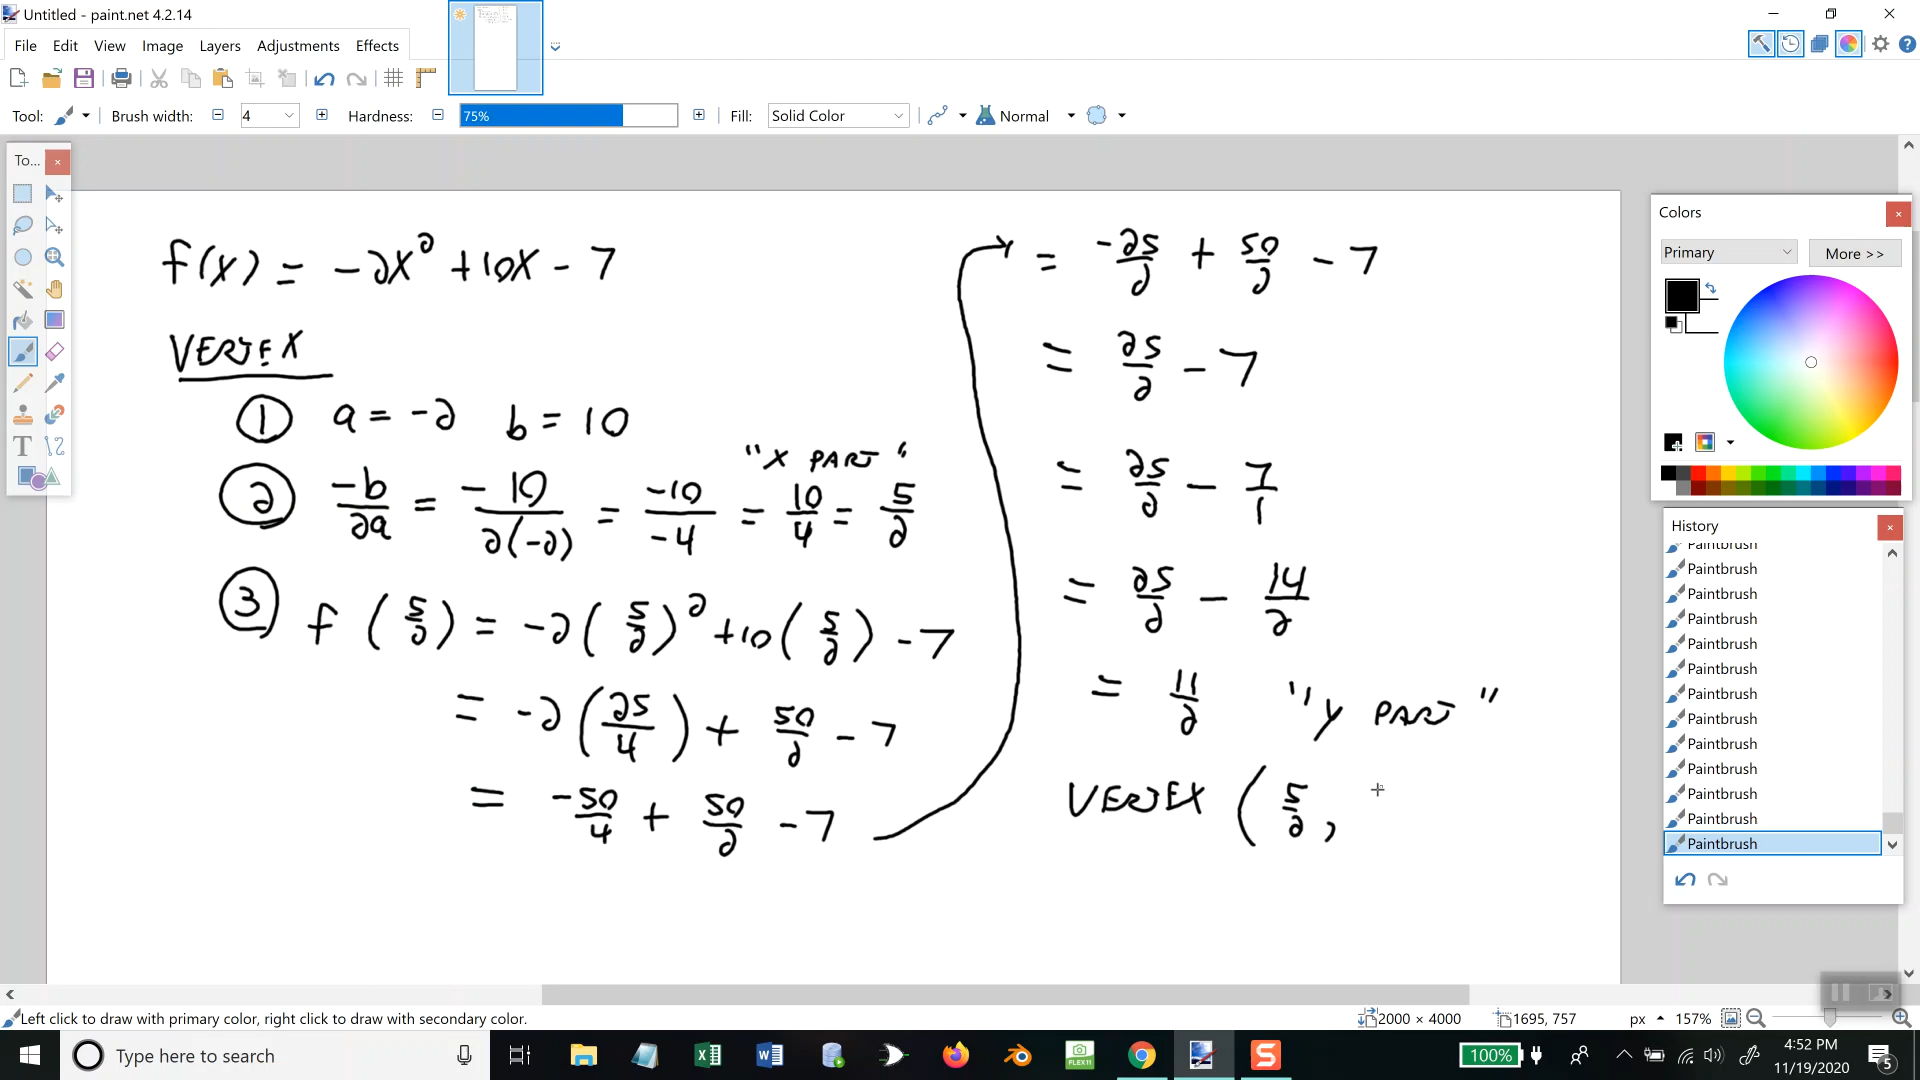 Untitled - paint.net 4.2.14
File Edit View Image Layers Adjustments Effects
Tool: Brush width: 4 Hardness: 75% Fill: Solid Color Normal
To...
f(x) = -2x² + 10x - 7
VERTEX
① a = -2 b = 10
"X PART"
② -b/2a = -10/2(-2) = -10/-4 = 10/4 = 5/2
③ f(5/2) = -2(5/2)² + 10(5/2) - 7
= -2(25/4) + 50/2 - 7
= -50/4 + 50/2 - 7
= -25/2 + 50/2 - 7
= 25/2 - 7
= 25/2 - 7/1
= 25/2 - 14/2
= 11/2 "Y PART"
VERTEX (5/2,
Colors
Primary More >>
History
Paintbrush
Paintbrush
Paintbrush
Paintbrush
Paintbrush
Paintbrush
Paintbrush
Paintbrush
Paintbrush
Paintbrush
Paintbrush
Paintbrush
Paintbrush
Left click to draw with primary color, right click to draw with secondary color. 2000 × 4000 1695, 757 px 157%
Type here to search
FLEX11
100%
4:52 PM
11/19/2020
5